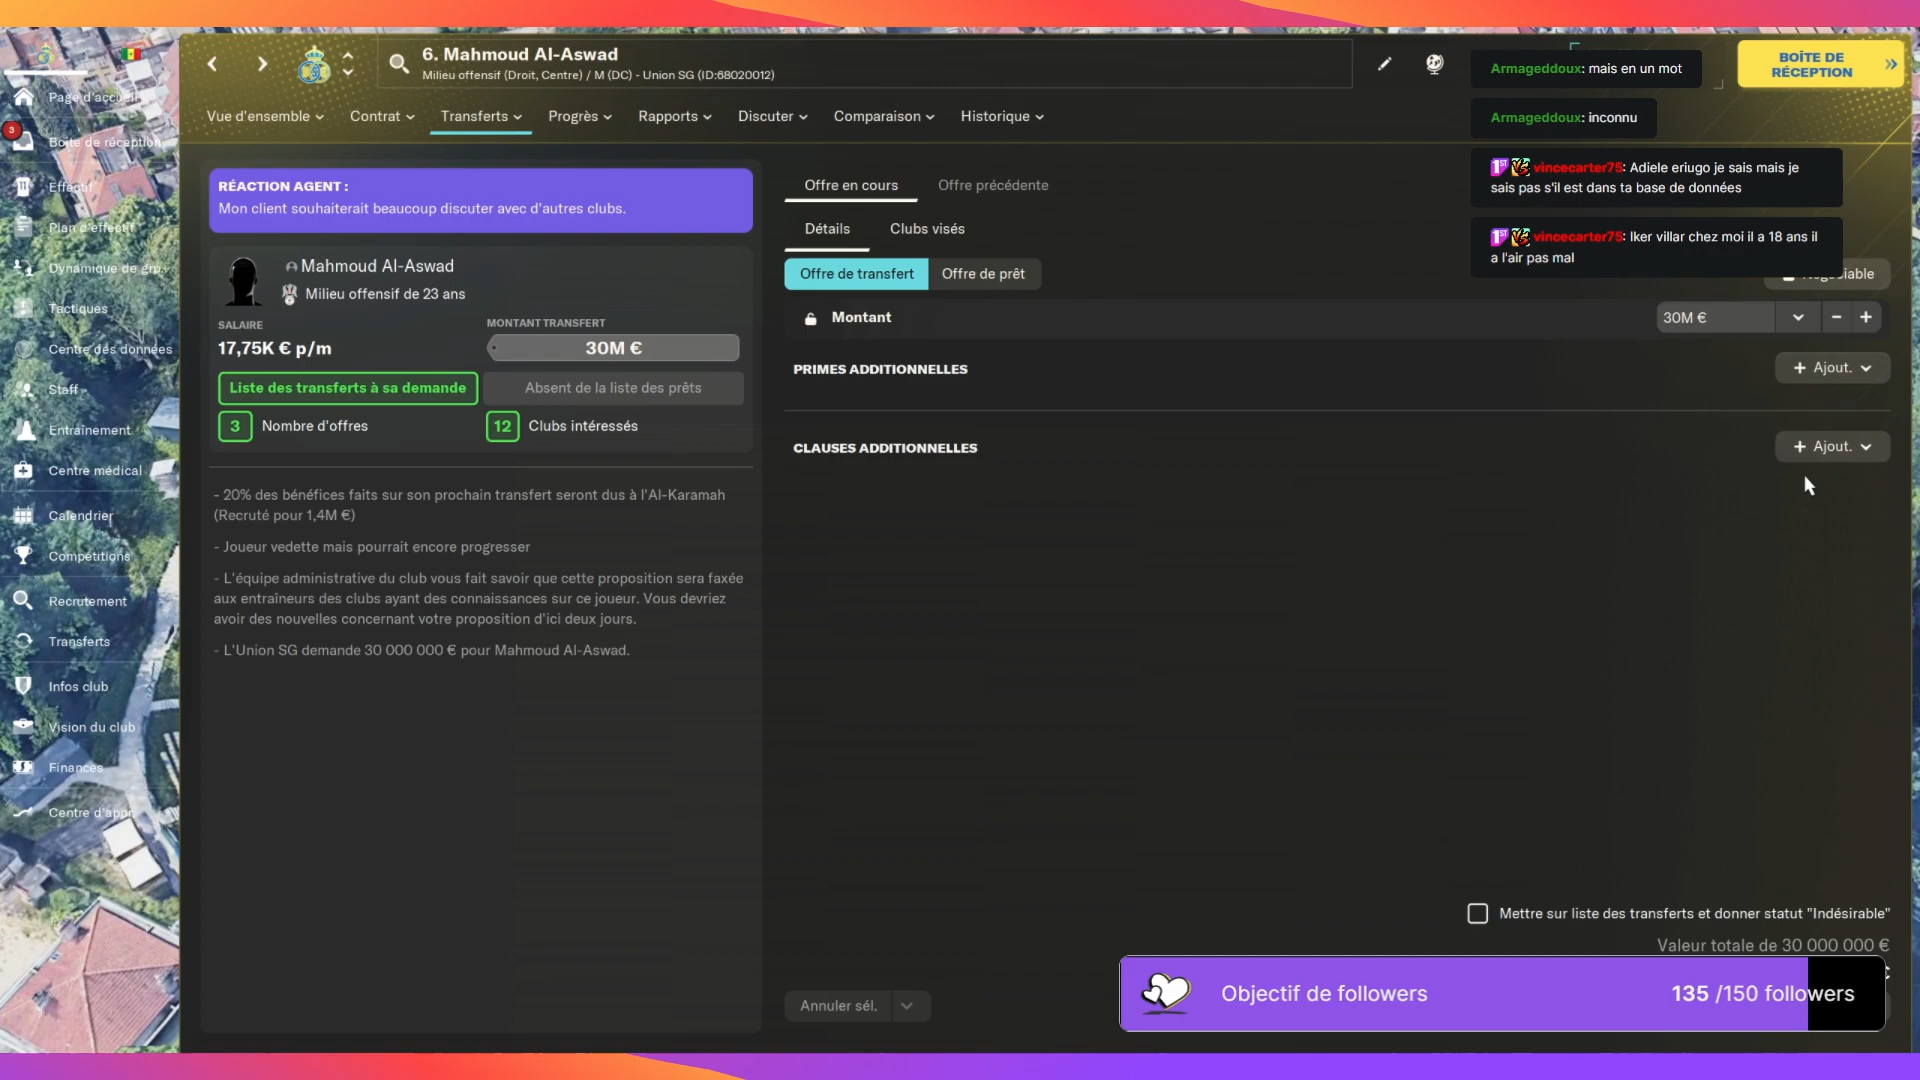 6. Mahmoud Al-Aswad
Milieu offensif (Droit, Centre) / M (DC) - Union SG (ID:68020012)
BOÎTE DE
RÉCEPTION
Armageddoux: mais en un mot
Armageddoux: inconnu
1ST vincecarter75: Adiele eriugo je sais mais je
sais pas s'il est dans ta base de données
1ST vincecarter75: Iker villar chez moi il a 18 ans il
a l'air pas mal
Page d'accueil
3
Boîte de réception
Effectif
Plan d'effectif
Dynamique de grp.
Tactiques
Centre des données
Staff
Entraînement
Centre médical
Calendrier
Compétitions
Recrutement
Transferts
Infos club
Vision du club
Finances
Centre d'appr.
Vue d'ensemble
Contrat
Transferts
Progrès
Rapports
Discuter
Comparaison
Historique
RÉACTION AGENT :
Mon client souhaiterait beaucoup discuter avec d'autres clubs.
Mahmoud Al-Aswad
Milieu offensif de 23 ans
SALAIRE
17,75K € p/m
MONTANT TRANSFERT
30M €
Liste des transferts à sa demande
Absent de la liste des prêts
3 Nombre d'offres
12 Clubs intéressés
- 20% des bénéfices faits sur son prochain transfert seront dus à l'Al-Karamah
(Recruté pour 1,4M €)
- Joueur vedette mais pourrait encore progresser
- L'équipe administrative du club vous fait savoir que cette proposition sera faxée
aux entraîneurs des clubs ayant des connaissances sur ce joueur. Vous devriez
avoir des nouvelles concernant votre proposition d'ici deux jours.
- L'Union SG demande 30 000 000 € pour Mahmoud Al-Aswad.
Offre en cours
Offre précédente
Détails
Clubs visés
Offre de transfert
Offre de prêt
Négociable
Montant
30M €
- +
PRIMES ADDITIONNELLES
+ Ajout.
CLAUSES ADDITIONNELLES
+ Ajout.
Mettre sur liste des transferts et donner statut "Indésirable"
Valeur totale de 30 000 000 €
Annuler sél.
Objectif de followers
135 /150 followers